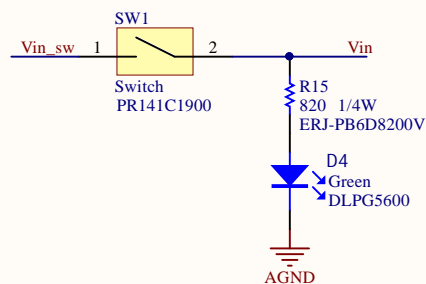 SW1
Vin_sw
1
2
Vin
Switch
PR141C1900
R15
820 1/4W
ERJ-PB6D8200V
D4
Green
DLPG5600
AGND